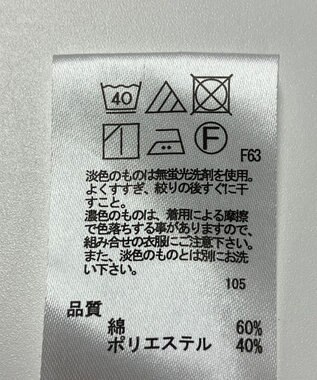 40
F
F63
淡色のものは無蛍光洗剤を使用。
よくすすぎ、絞りの後すぐに干
すこと。
濃色のものは、着用による摩擦
で色落ちする事がありますので、
組み合せの衣服にご注意下さい。
また、淡色のものとは別にお洗
い下さい。
105
品質
綿 60%
ポリエステル 40%